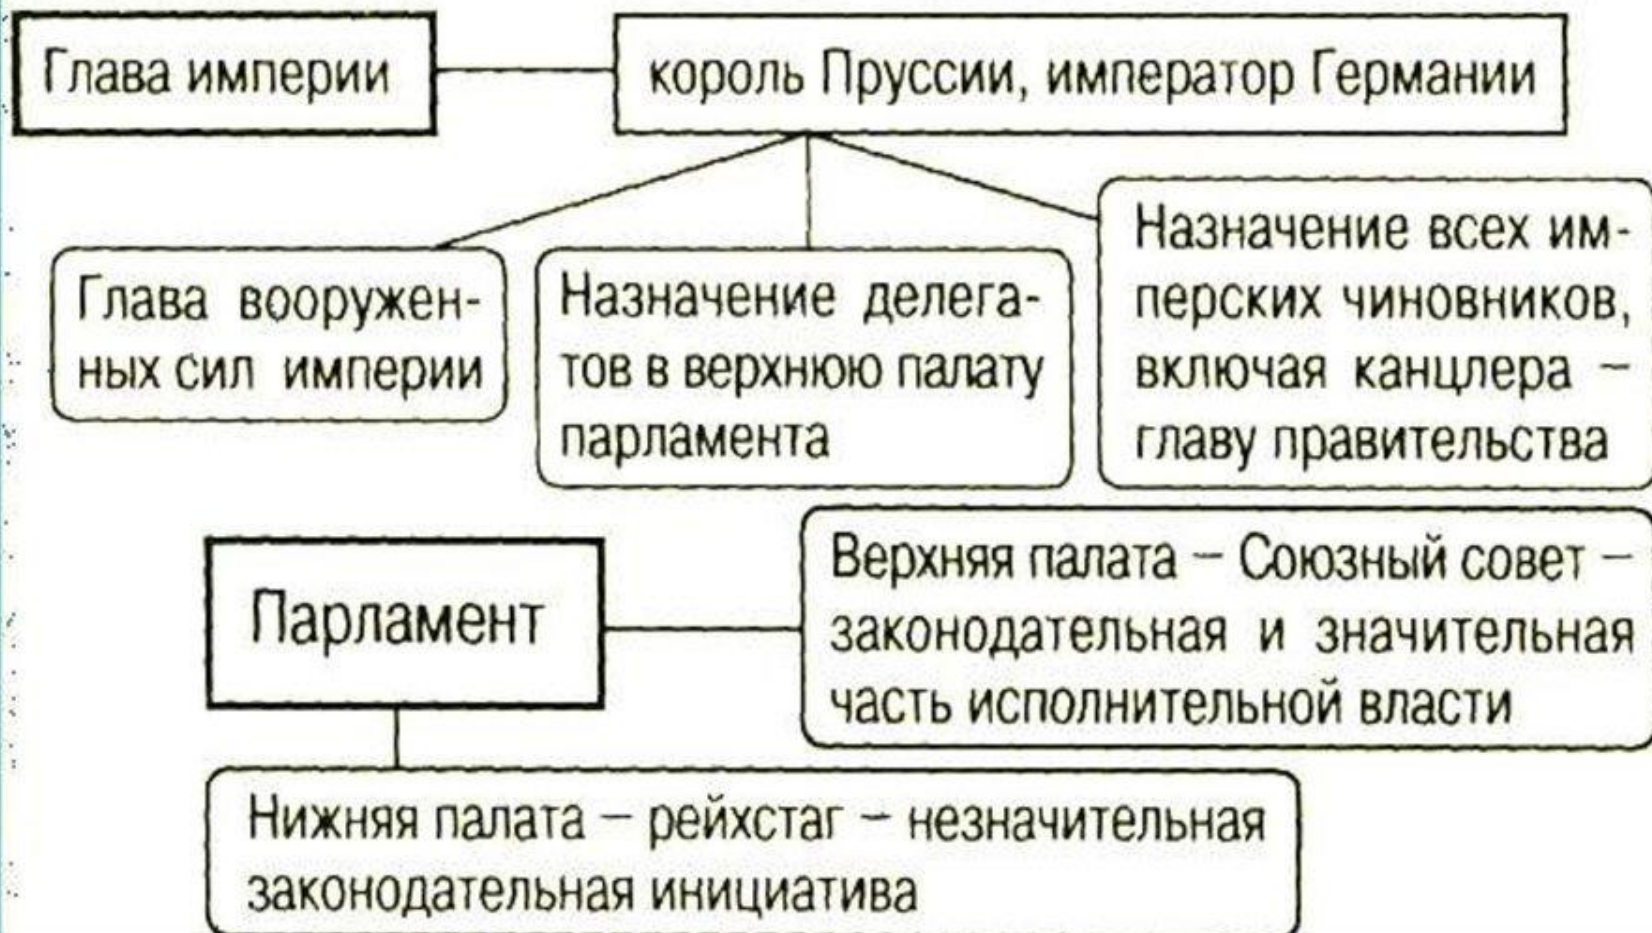 Глава империи
король Пруссии, император Германии
Глава вооружен-
ных сил империи
Назначение делега-
тов в верхнюю палату
парламента
Назначение всех им-
перских чиновников,
включая канцлера –
главу правительства
Парламент
Верхняя палата – Союзный совет –
законодательная и значительная
часть исполнительной власти
Нижняя палата – рейхстаг – незначительная
законодательная инициатива